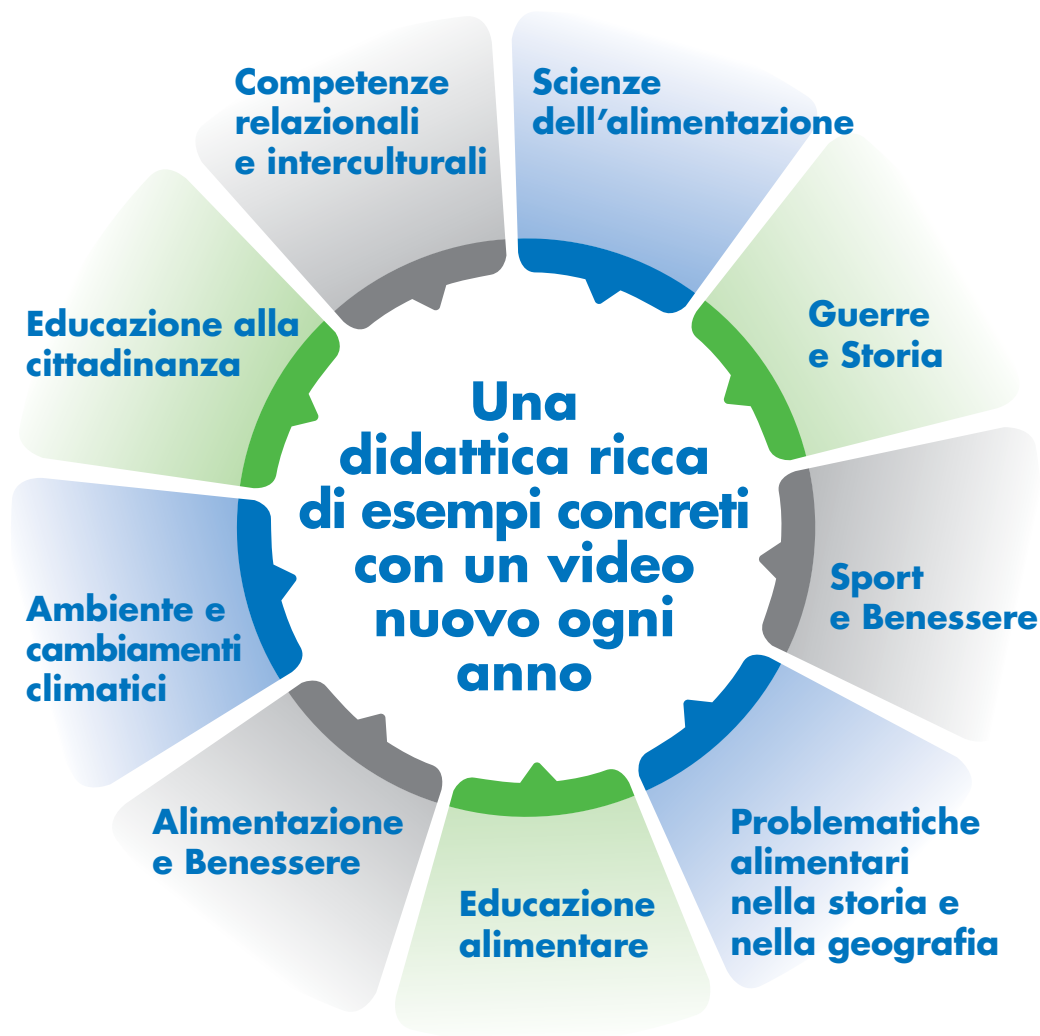 Competenze
relazionali
e interculturali
Scienze
dell'alimentazione
Guerre
e Storia
Sport
e Benessere
Problematiche
alimentari
nella storia e
nella geografia
Educazione
alimentare
Alimentazione
e Benessere
Ambiente e
cambiamenti
climatici
Educazione alla
cittadinanza
Una
didattica ricca
di esempi concreti
con un video
nuovo ogni
anno